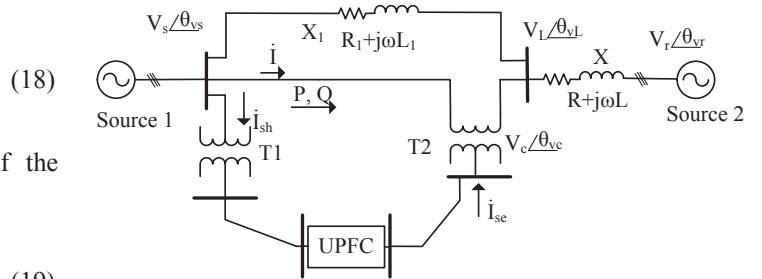 V_s∠θ_vs
X_1
R_1+jωL_1
V_L∠θ_vL
X
V_r∠θ_vr
(18)
İ
P, Q
R+jωL
Source 1
Source 2
İ_sh
T1
T2
V_c∠θ_vc
f the
İ_se
UPFC
(19)